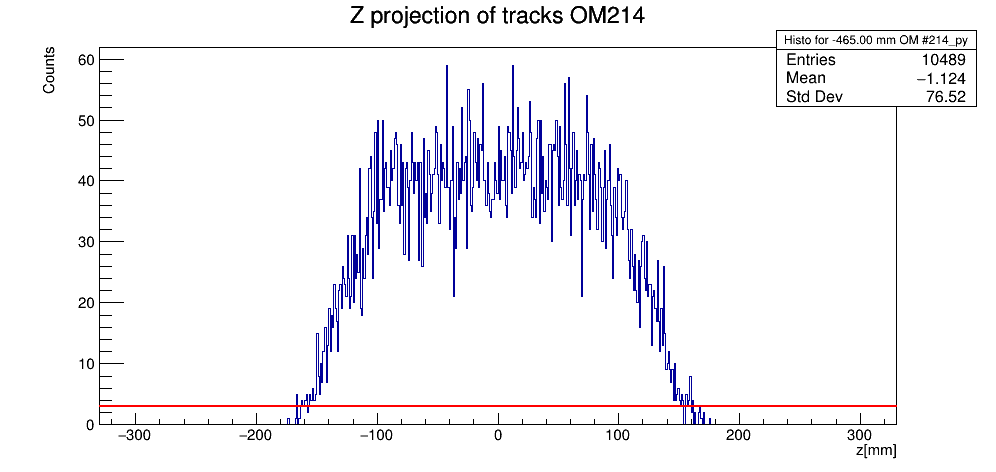 Z projection of tracks OM214
Histo for -465.00 mm OM #214_py
Entries 10489
Mean −1.124
Std Dev 76.52
Counts
60
50
40
30
20
10
0
−300 −200 −100 0 100 200 300
z[mm]